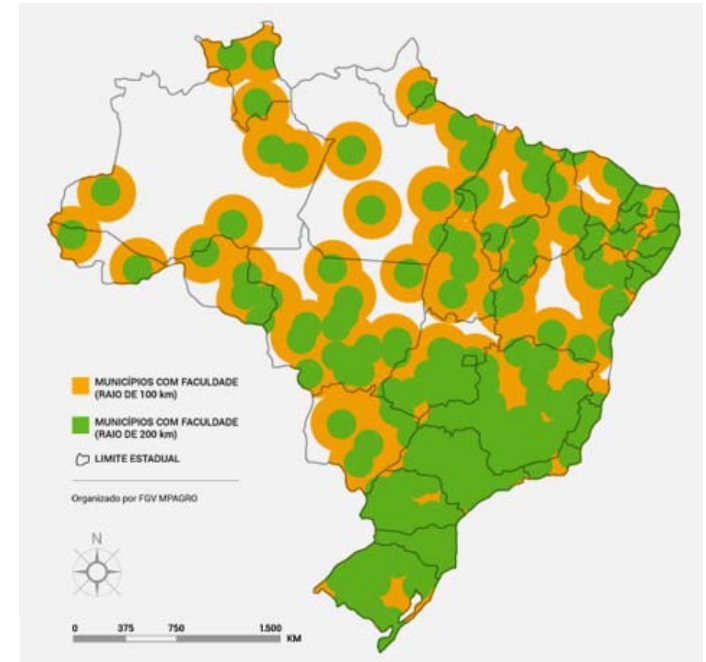 MUNICÍPIOS COM FACULDADE
(RAIO DE 100 km)
MUNICÍPIOS COM FACULDADE
(RAIO DE 200 km)
LIMITE ESTADUAL
Organizado por FGV MPAGRO
N
0 375 750 1.500
KM